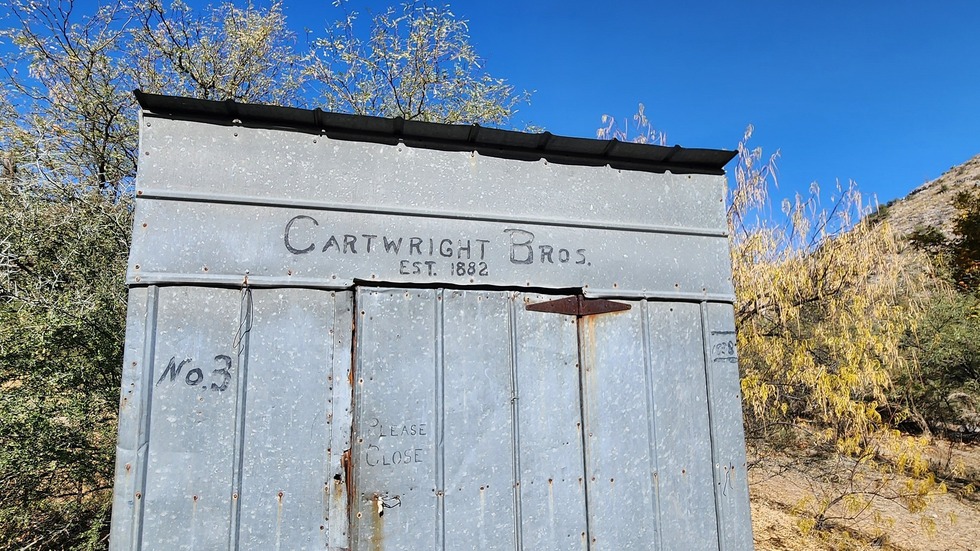 Cartwright Bros.
Est. 1882
No. 3
Please
Close